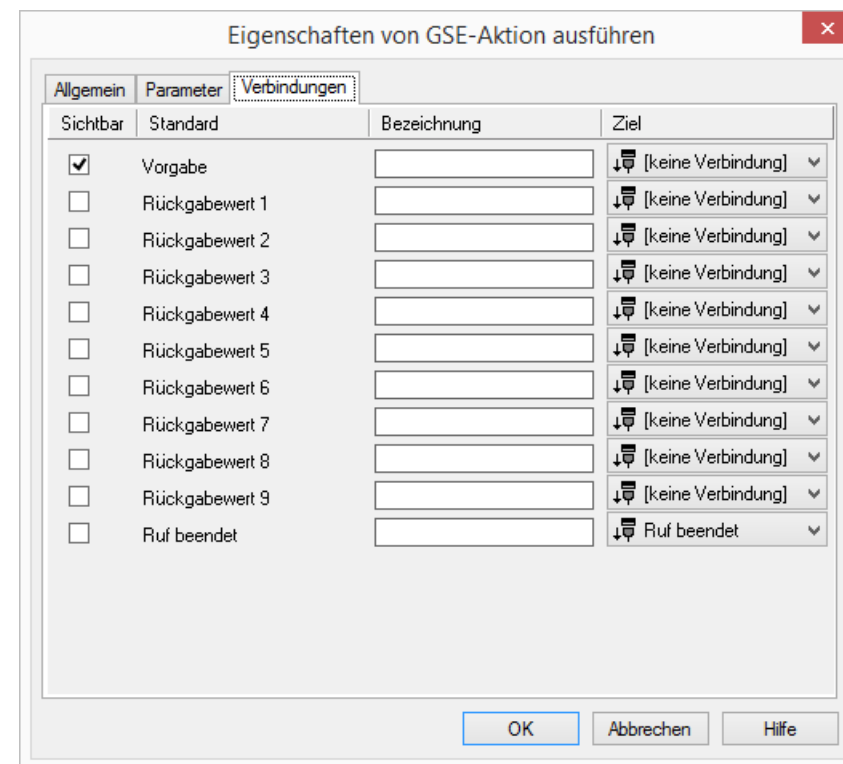 Eigenschaften von GSE-Aktion ausführen
Allgemein Parameter Verbindungen
Sichtbar Standard Bezeichnung Ziel
Vorgabe [keine Verbindung]
Rückgabewert 1 [keine Verbindung]
Rückgabewert 2 [keine Verbindung]
Rückgabewert 3 [keine Verbindung]
Rückgabewert 4 [keine Verbindung]
Rückgabewert 5 [keine Verbindung]
Rückgabewert 6 [keine Verbindung]
Rückgabewert 7 [keine Verbindung]
Rückgabewert 8 [keine Verbindung]
Rückgabewert 9 [keine Verbindung]
Ruf beendet Ruf beendet
OK Abbrechen Hilfe